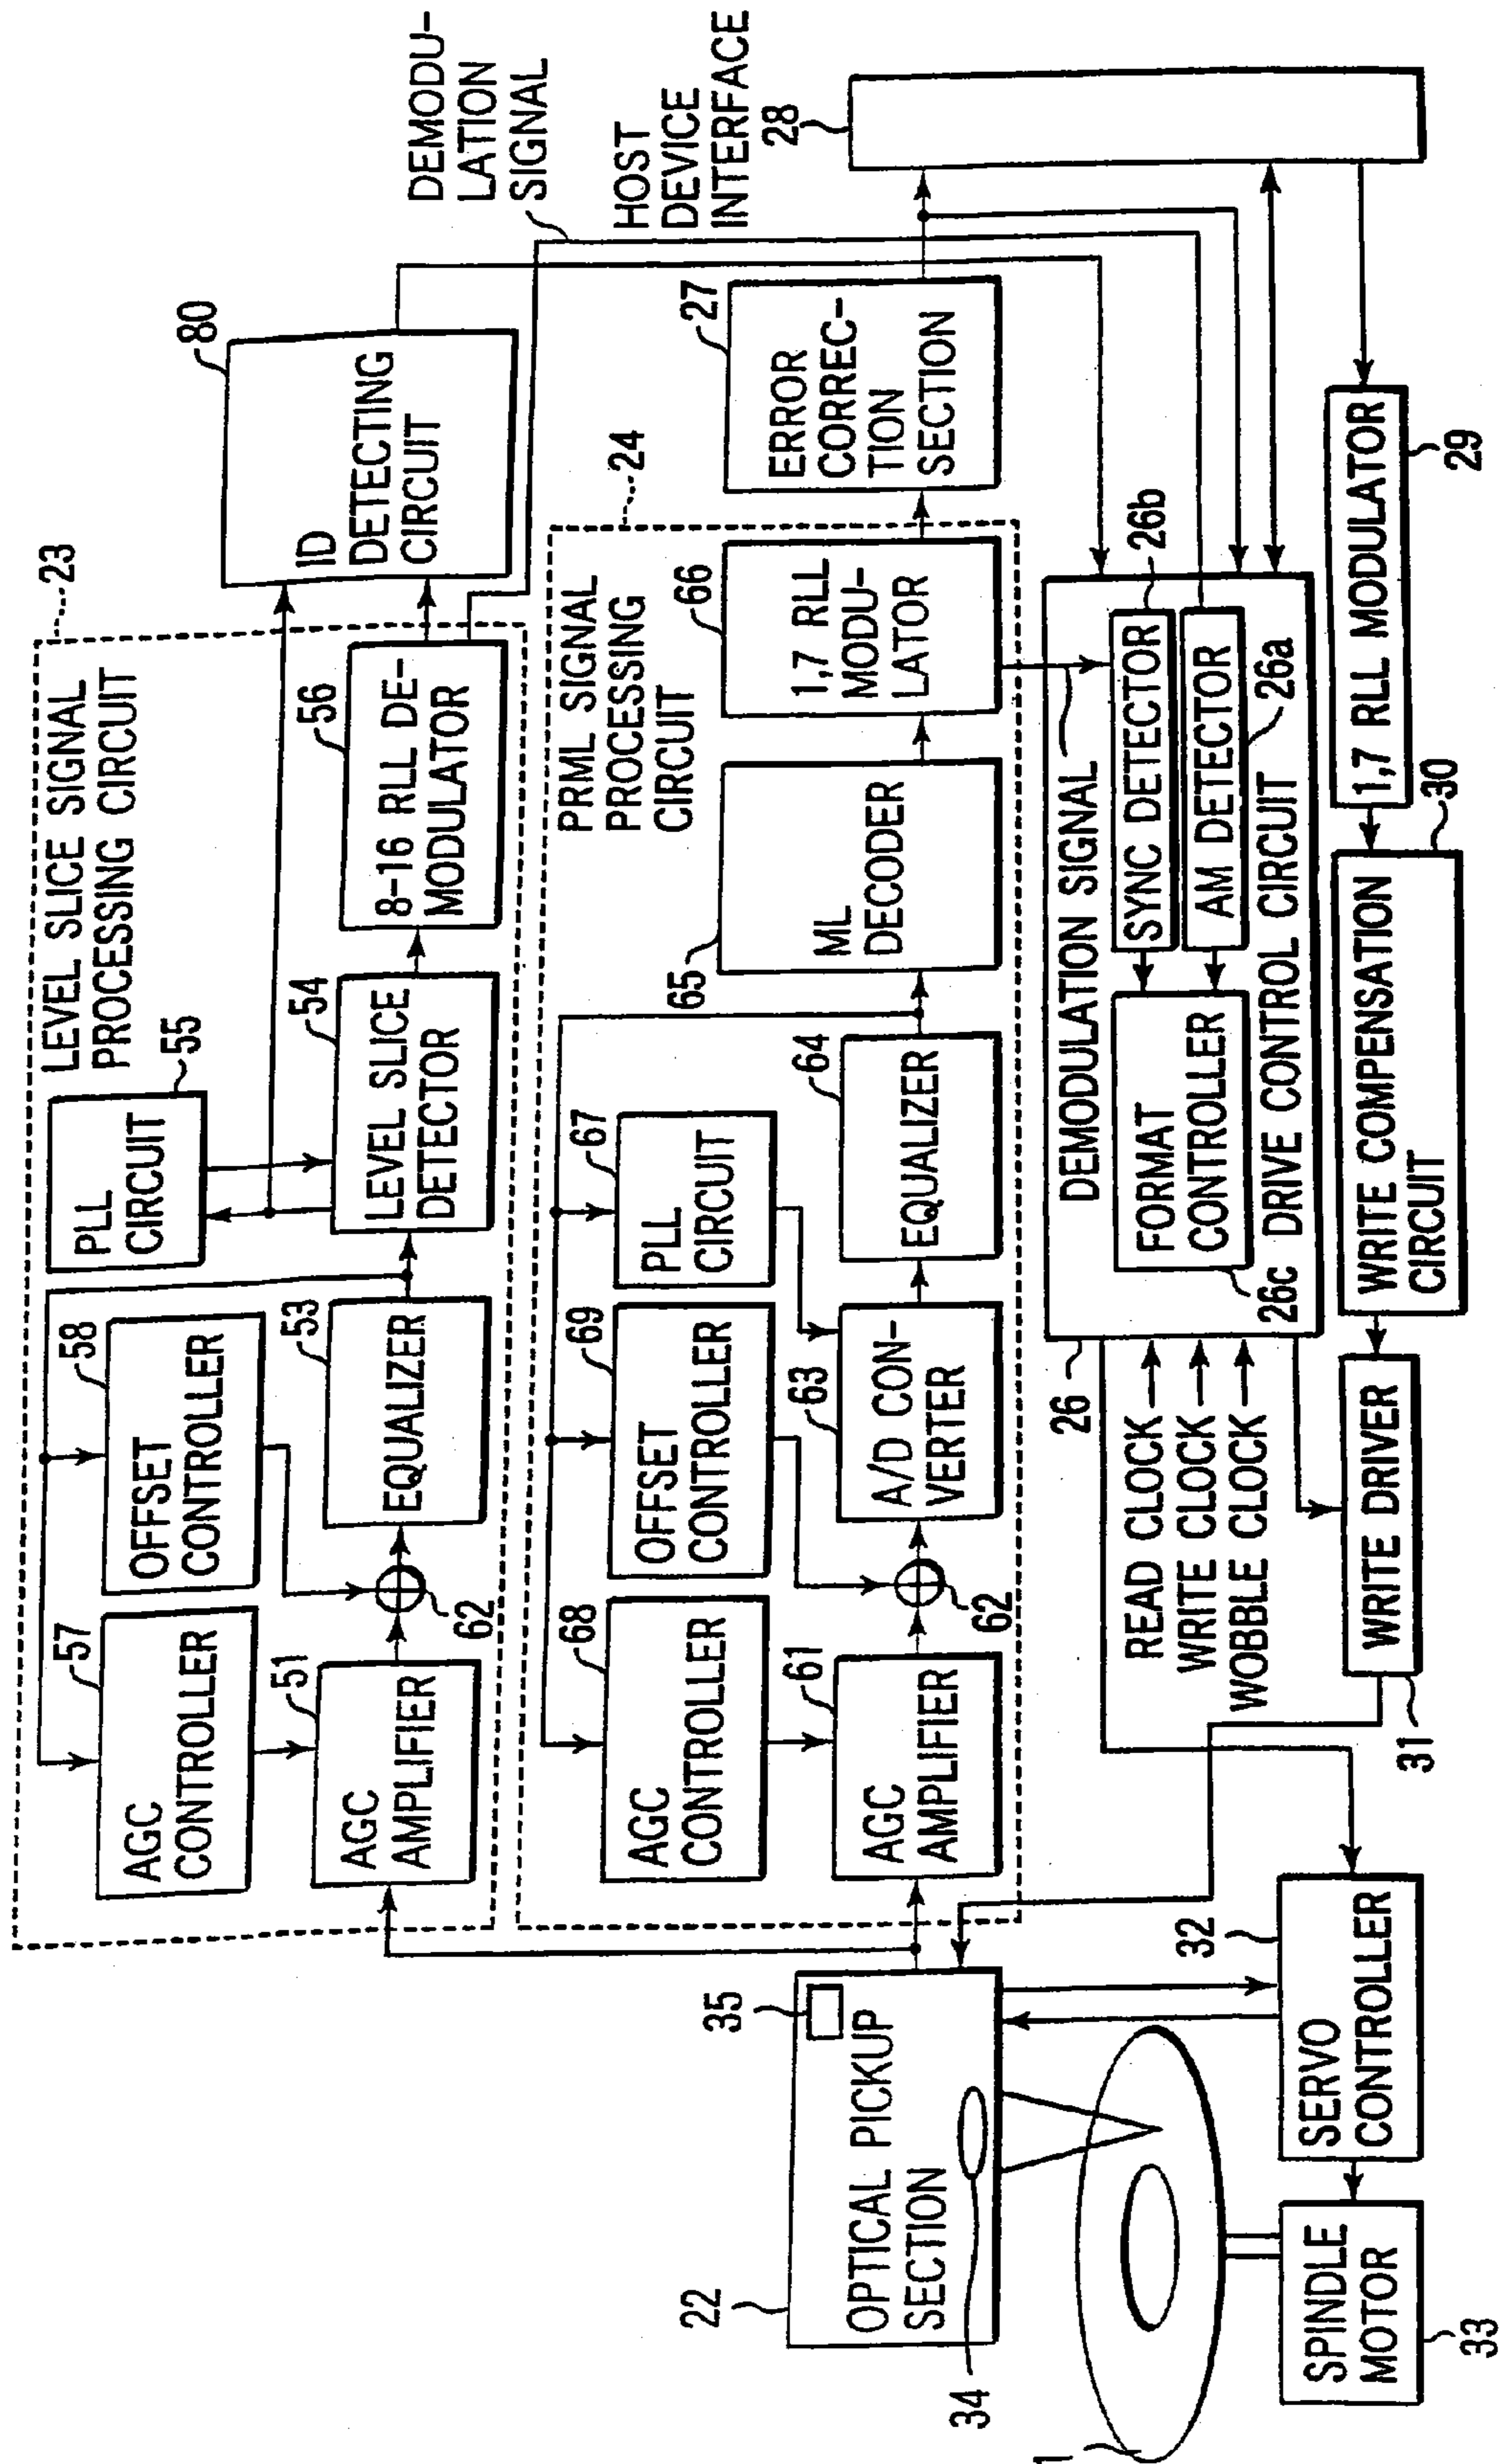 23
LEVEL SLICE SIGNAL
PROCESSING CIRCUIT
57
AGC
CONTROLLER
58
OFFSET
CONTROLLER
PLL
CIRCUIT
55
51
AGC
AMPLIFIER
62
53
EQUALIZER
54
LEVEL SLICE
DETECTOR
56
8-16 RLL DE-
MODULATOR
80
ID
DETECTING
CIRCUIT
DEMODU-
LATION
SIGNAL
24
PRML SIGNAL
PROCESSING
CIRCUIT
68
AGC
CONTROLLER
69
OFFSET
CONTROLLER
67
PLL
CIRCUIT
61
AGC
AMPLIFIER
62
63
A/D CON-
VERTER
64
EQUALIZER
65
ML
DECODER
66
1,7 RLL
MODU-
LATOR
27
ERROR
CORREC-
TION
SECTION
HOST
DEVICE
INTERFACE
28
22
35
OPTICAL PICKUP
SECTION
34
1
DEMODULATION SIGNAL
26
READ CLOCK
WRITE CLOCK
WOBBLE CLOCK
FORMAT
CONTROLLER
26c
SYNC DETECTOR
26b
AM DETECTOR
26a
DRIVE CONTROL CIRCUIT
32
SERVO
CONTROLLER
SPINDLE
MOTOR
33
31
WRITE DRIVER
WRITE COMPENSATION
CIRCUIT
30
1,7 RLL MODULATOR
29